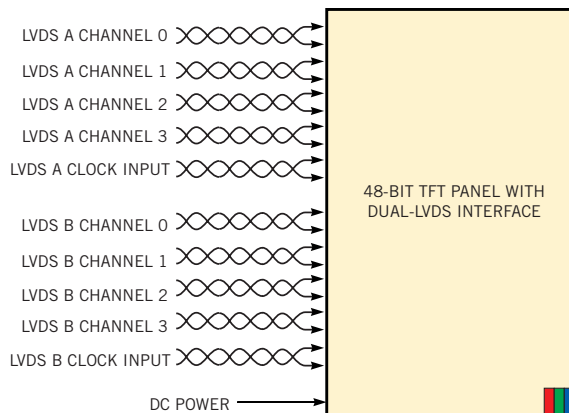 LVDS A CHANNEL 0
LVDS A CHANNEL 1
LVDS A CHANNEL 2
LVDS A CHANNEL 3
LVDS A CLOCK INPUT
LVDS B CHANNEL 0
LVDS B CHANNEL 1
LVDS B CHANNEL 2
LVDS B CHANNEL 3
LVDS B CLOCK INPUT
DC POWER
48-BIT TFT PANEL WITH
DUAL-LVDS INTERFACE